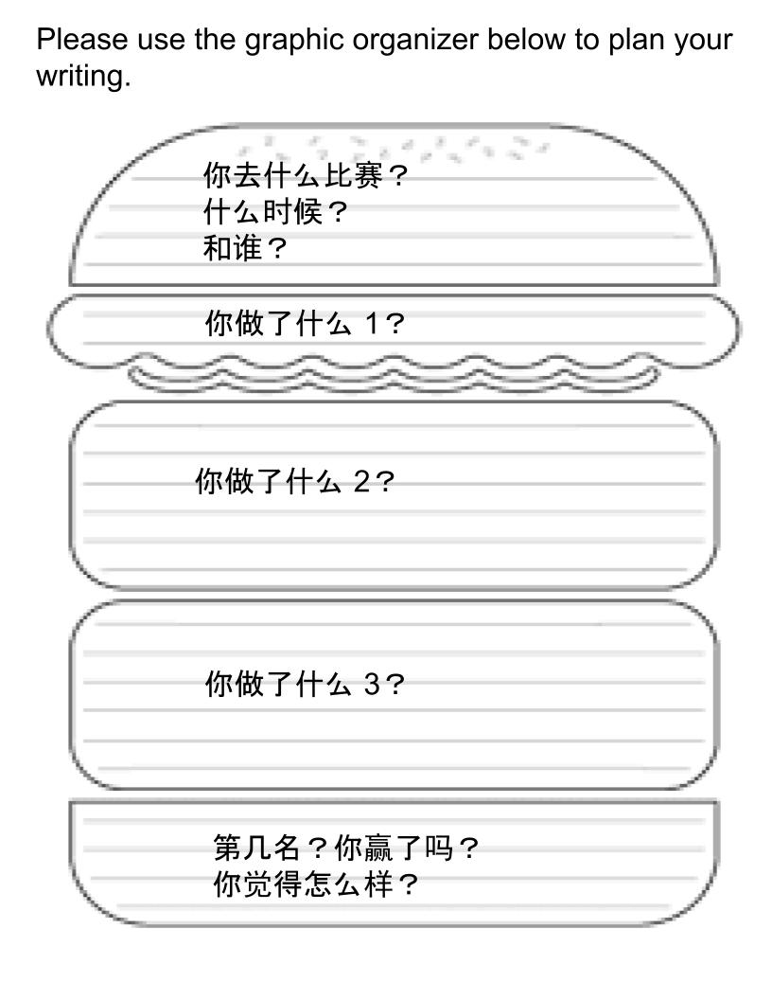 Please use the graphic organizer below to plan your
writing.
你去什么比赛？
什么时候？
和谁？
你做了什么 1？
你做了什么 2？
你做了什么 3？
第几名？你赢了吗？
你觉得怎么样？